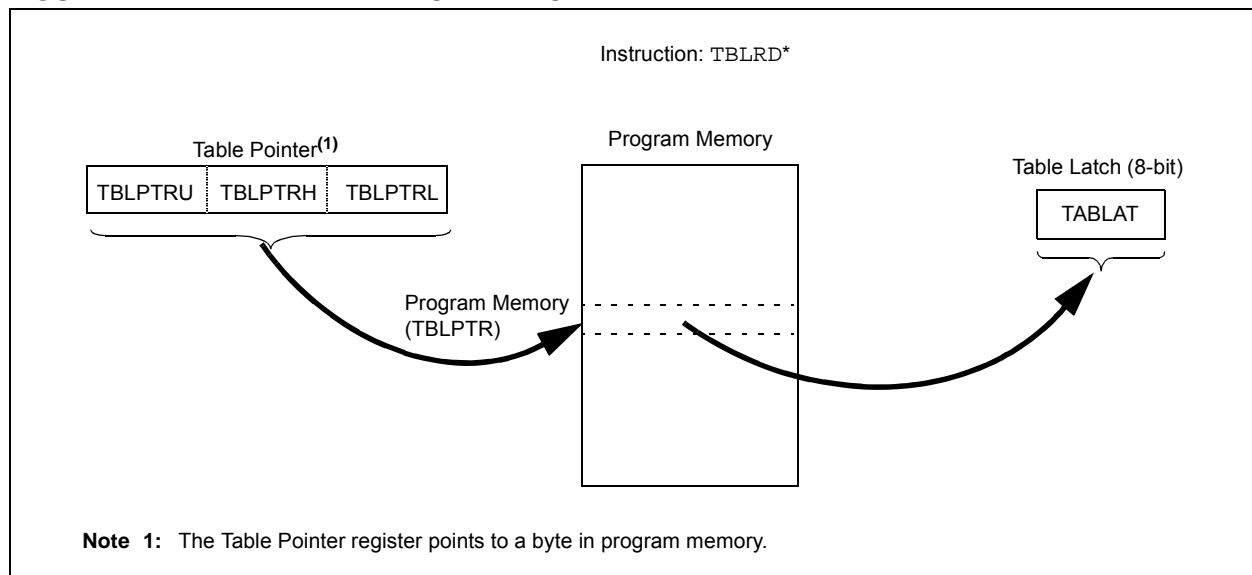 Instruction: TBLRD*
Table Pointer(1)
Program Memory
Table Latch (8-bit)
TBLPTRU TBLPTRH TBLPTRL
TABLAT
Program Memory
(TBLPTR)
Note 1: The Table Pointer register points to a byte in program memory.